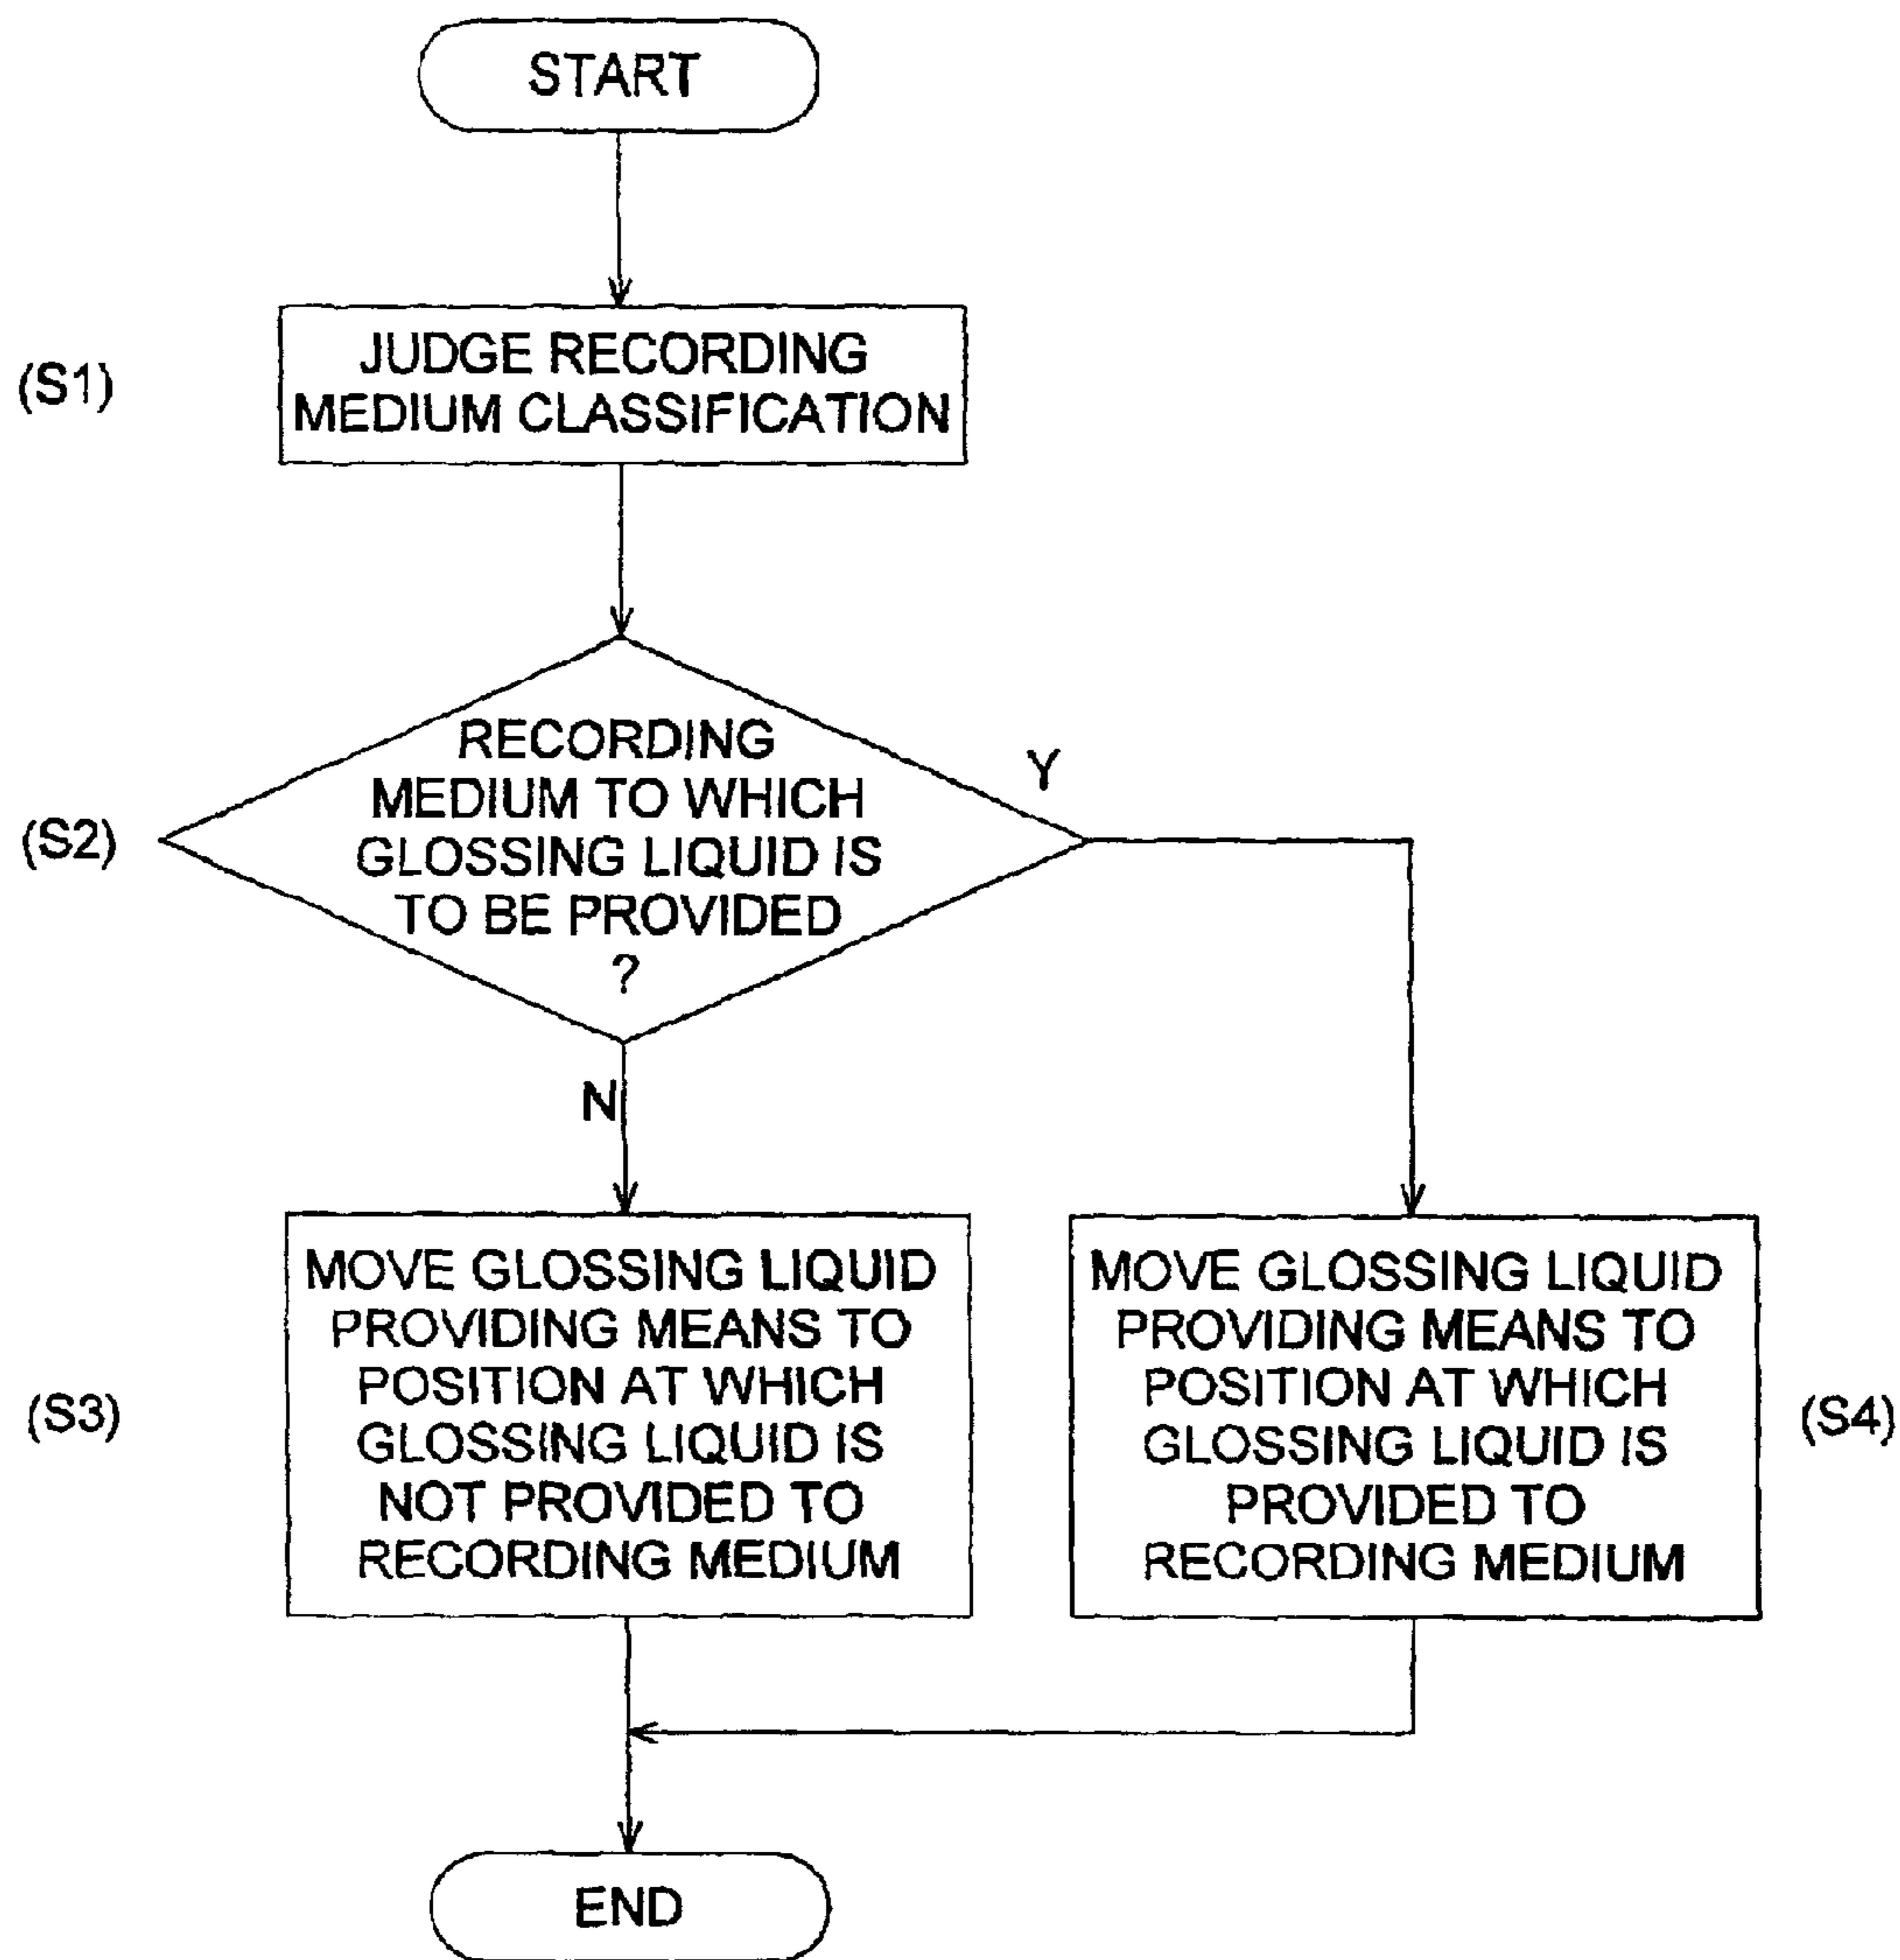 START
(S1)
JUDGE RECORDING
MEDIUM CLASSIFICATION
(S2)
RECORDING
MEDIUM TO WHICH
GLOSSING LIQUID IS
TO BE PROVIDED
?
Y
N
(S3)
MOVE GLOSSING LIQUID
PROVIDING MEANS TO
POSITION AT WHICH
GLOSSING LIQUID IS
NOT PROVIDED TO
RECORDING MEDIUM
MOVE GLOSSING LIQUID
PROVIDING MEANS TO
POSITION AT WHICH
GLOSSING LIQUID IS
PROVIDED TO
RECORDING MEDIUM
(S4)
END